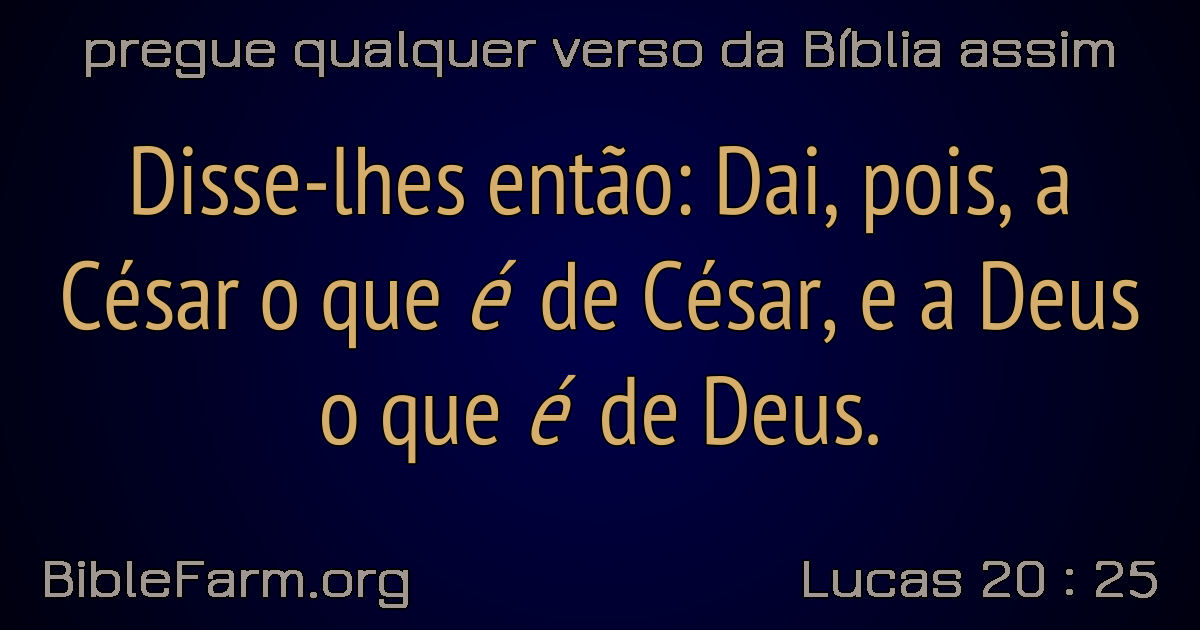 pregue qualquer verso da Bíblia assim
Disse-lhes então: Dai, pois, a
César o que é de César, e a Deus
o que é de Deus.
BibleFarm.org
Lucas 20 : 25